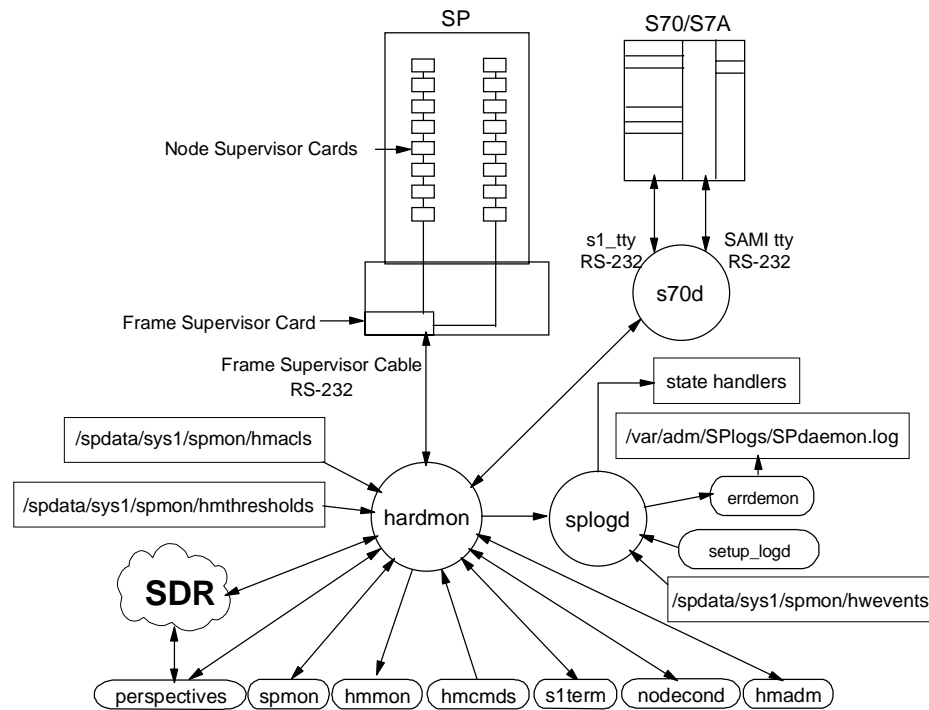 SP
S70/S7A
Node Supervisor Cards
s1_tty
RS-232
SAMI tty
RS-232
s70d
Frame Supervisor Card
Frame Supervisor Cable
RS-232
state handlers
/spdata/sys1/spmon/hmacls
/var/adm/SPlogs/SPdaemon.log
/spdata/sys1/spmon/hmthresholds
hardmon
splogd
errdemon
setup_logd
SDR
/spdata/sys1/spmon/hwevents
perspectives
spmon
hmmon
hmcmds
s1term
nodecond
hmadm